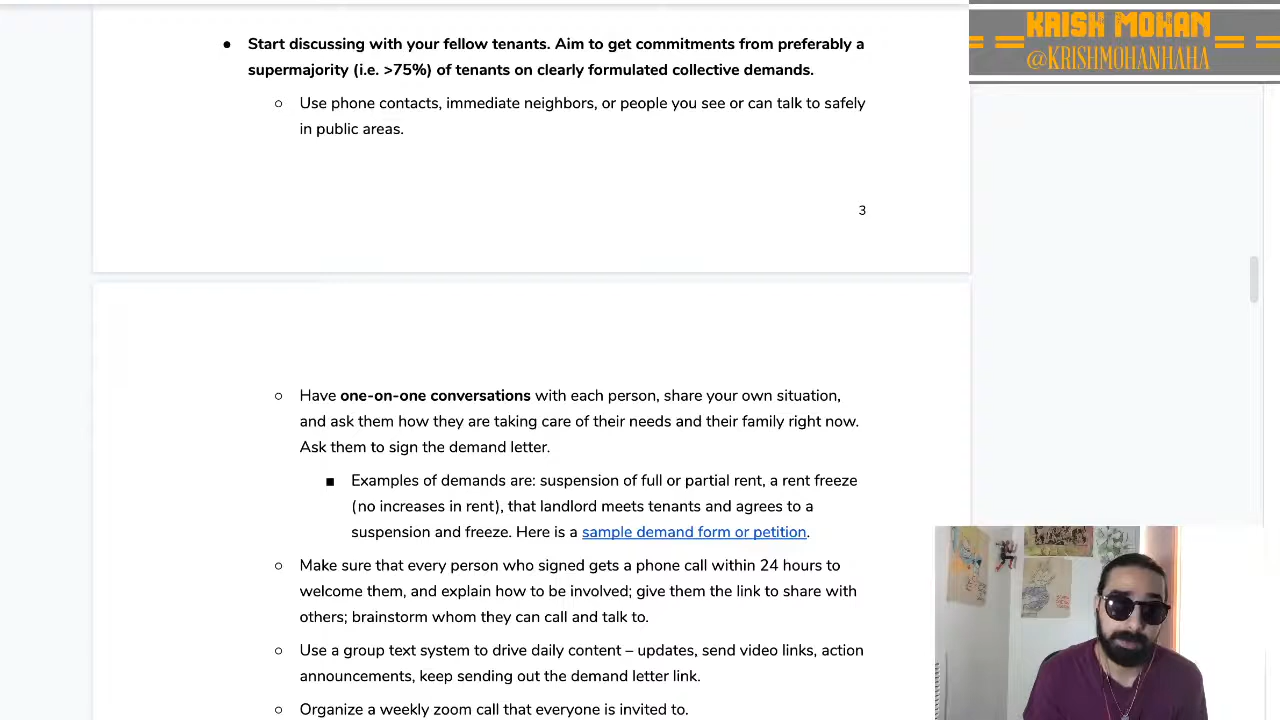 KRISH MOHAN
@KRISHMOHANHAHA
● Start discussing with your fellow tenants. Aim to get commitments from preferably a
supermajority (i.e. >75%) of tenants on clearly formulated collective demands.
○ Use phone contacts, immediate neighbors, or people you see or can talk to safely
in public areas.
3
○ Have one-on-one conversations with each person, share your own situation,
and ask them how they are taking care of their needs and their family right now.
Ask them to sign the demand letter.
■ Examples of demands are: suspension of full or partial rent, a rent freeze
(no increases in rent), that landlord meets tenants and agrees to a
suspension and freeze. Here is a sample demand form or petition.
○ Make sure that every person who signed gets a phone call within 24 hours to
welcome them, and explain how to be involved; give them the link to share with
others; brainstorm whom they can call and talk to.
○ Use a group text system to drive daily content – updates, send video links, action
announcements, keep sending out the demand letter link.
○ Organize a weekly zoom call that everyone is invited to.